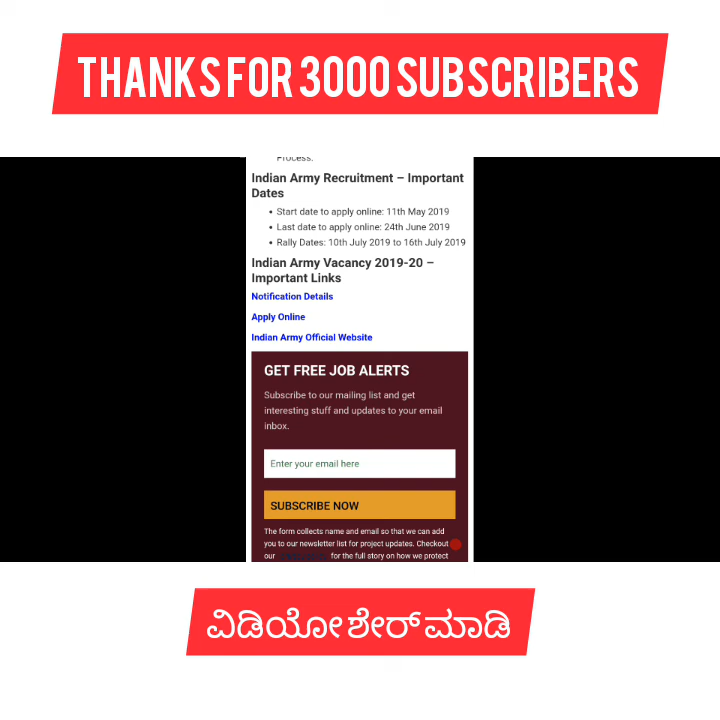 THANKS FOR 3000 SUBSCRIBERS
Process.
Indian Army Recruitment – Important
Dates
• Start date to apply online: 11th May 2019
• Last date to apply online: 24th June 2019
• Rally Dates: 10th July 2019 to 16th July 2019
Indian Army Vacancy 2019-20 –
Important Links
Notification Details
Apply Online
Indian Army Official Website
GET FREE JOB ALERTS
Subscribe to our mailing list and get
interesting stuff and updates to your email
inbox.
Enter your email here
SUBSCRIBE NOW
The form collects name and email so that we can add
you to our newsletter list for project updates. Checkout
our for the full story on how we protect
ವಿಡಿಯೋ ಶೇರ್ ಮಾಡಿ